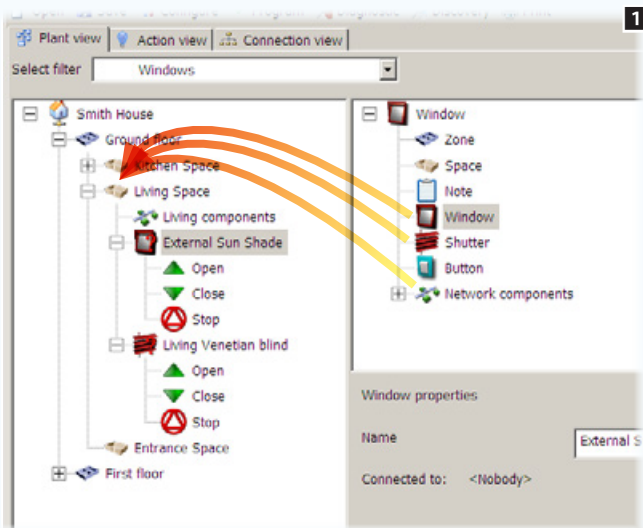 1
Plant view Action view Connection view
Select filter Windows
Smith House
Ground floor
Kitchen Space
Living Space
Living components
External Sun Shade
Open
Close
Stop
Living Venetian blind
Open
Close
Stop
Entrance Space
First floor
Window
Zone
Space
Note
Window
Shutter
Button
Network components
Window properties
Name External S
Connected to: <Nobody>